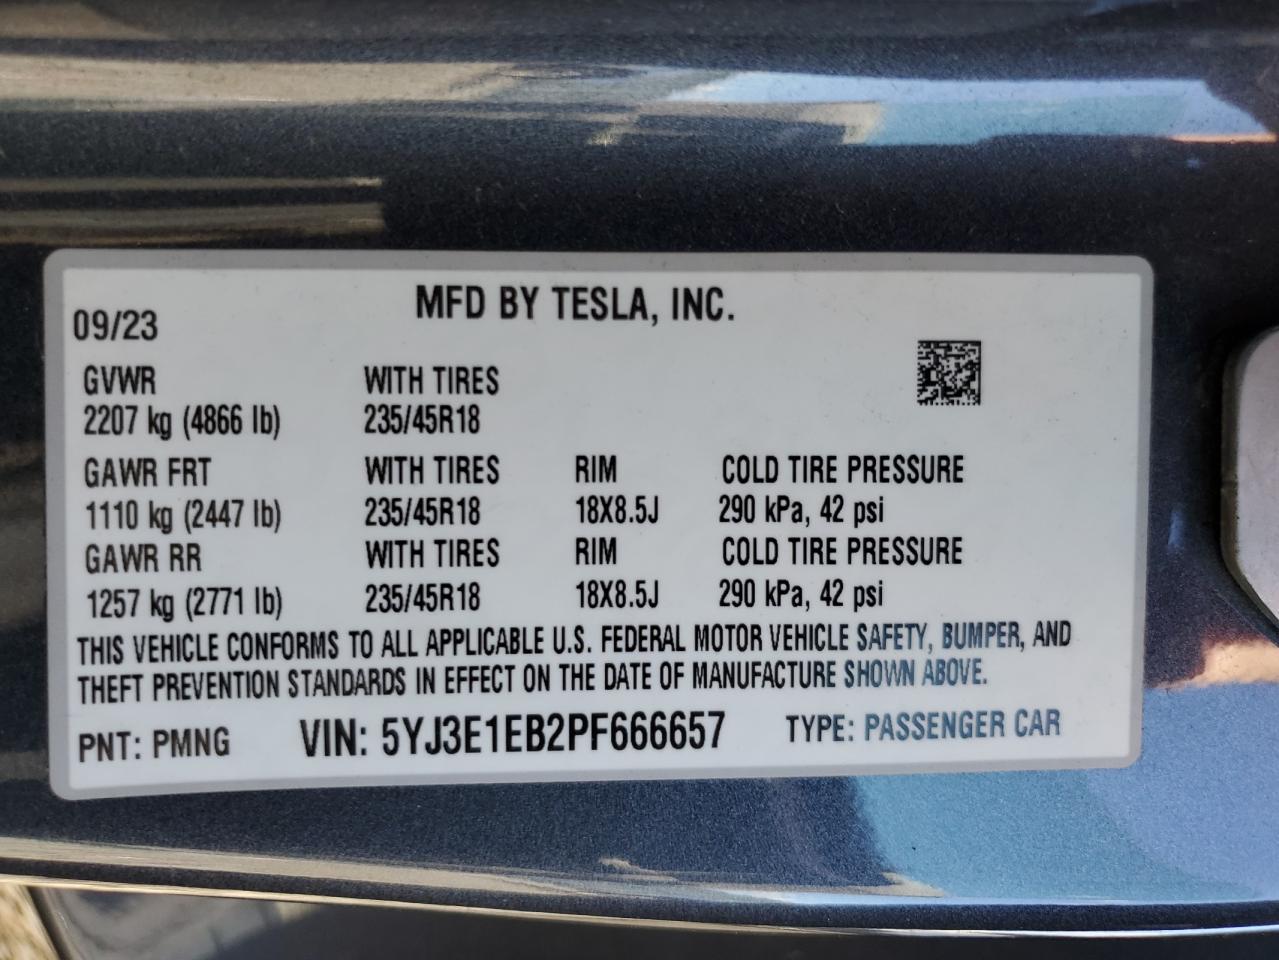 MFD BY TESLA, INC.
09/23
GVWR WITH TIRES
2207 kg (4866 lb) 235/45R18
GAWR FRT WITH TIRES RIM COLD TIRE PRESSURE
1110 kg (2447 lb) 235/45R18 18X8.5J 290 kPa, 42 psi
GAWR RR WITH TIRES RIM COLD TIRE PRESSURE
1257 kg (2771 lb) 235/45R18 18X8.5J 290 kPa, 42 psi
THIS VEHICLE CONFORMS TO ALL APPLICABLE U.S. FEDERAL MOTOR VEHICLE SAFETY, BUMPER, AND
THEFT PREVENTION STANDARDS IN EFFECT ON THE DATE OF MANUFACTURE SHOWN ABOVE.
PNT: PMNG VIN: 5YJ3E1EB2PF666657 TYPE: PASSENGER CAR